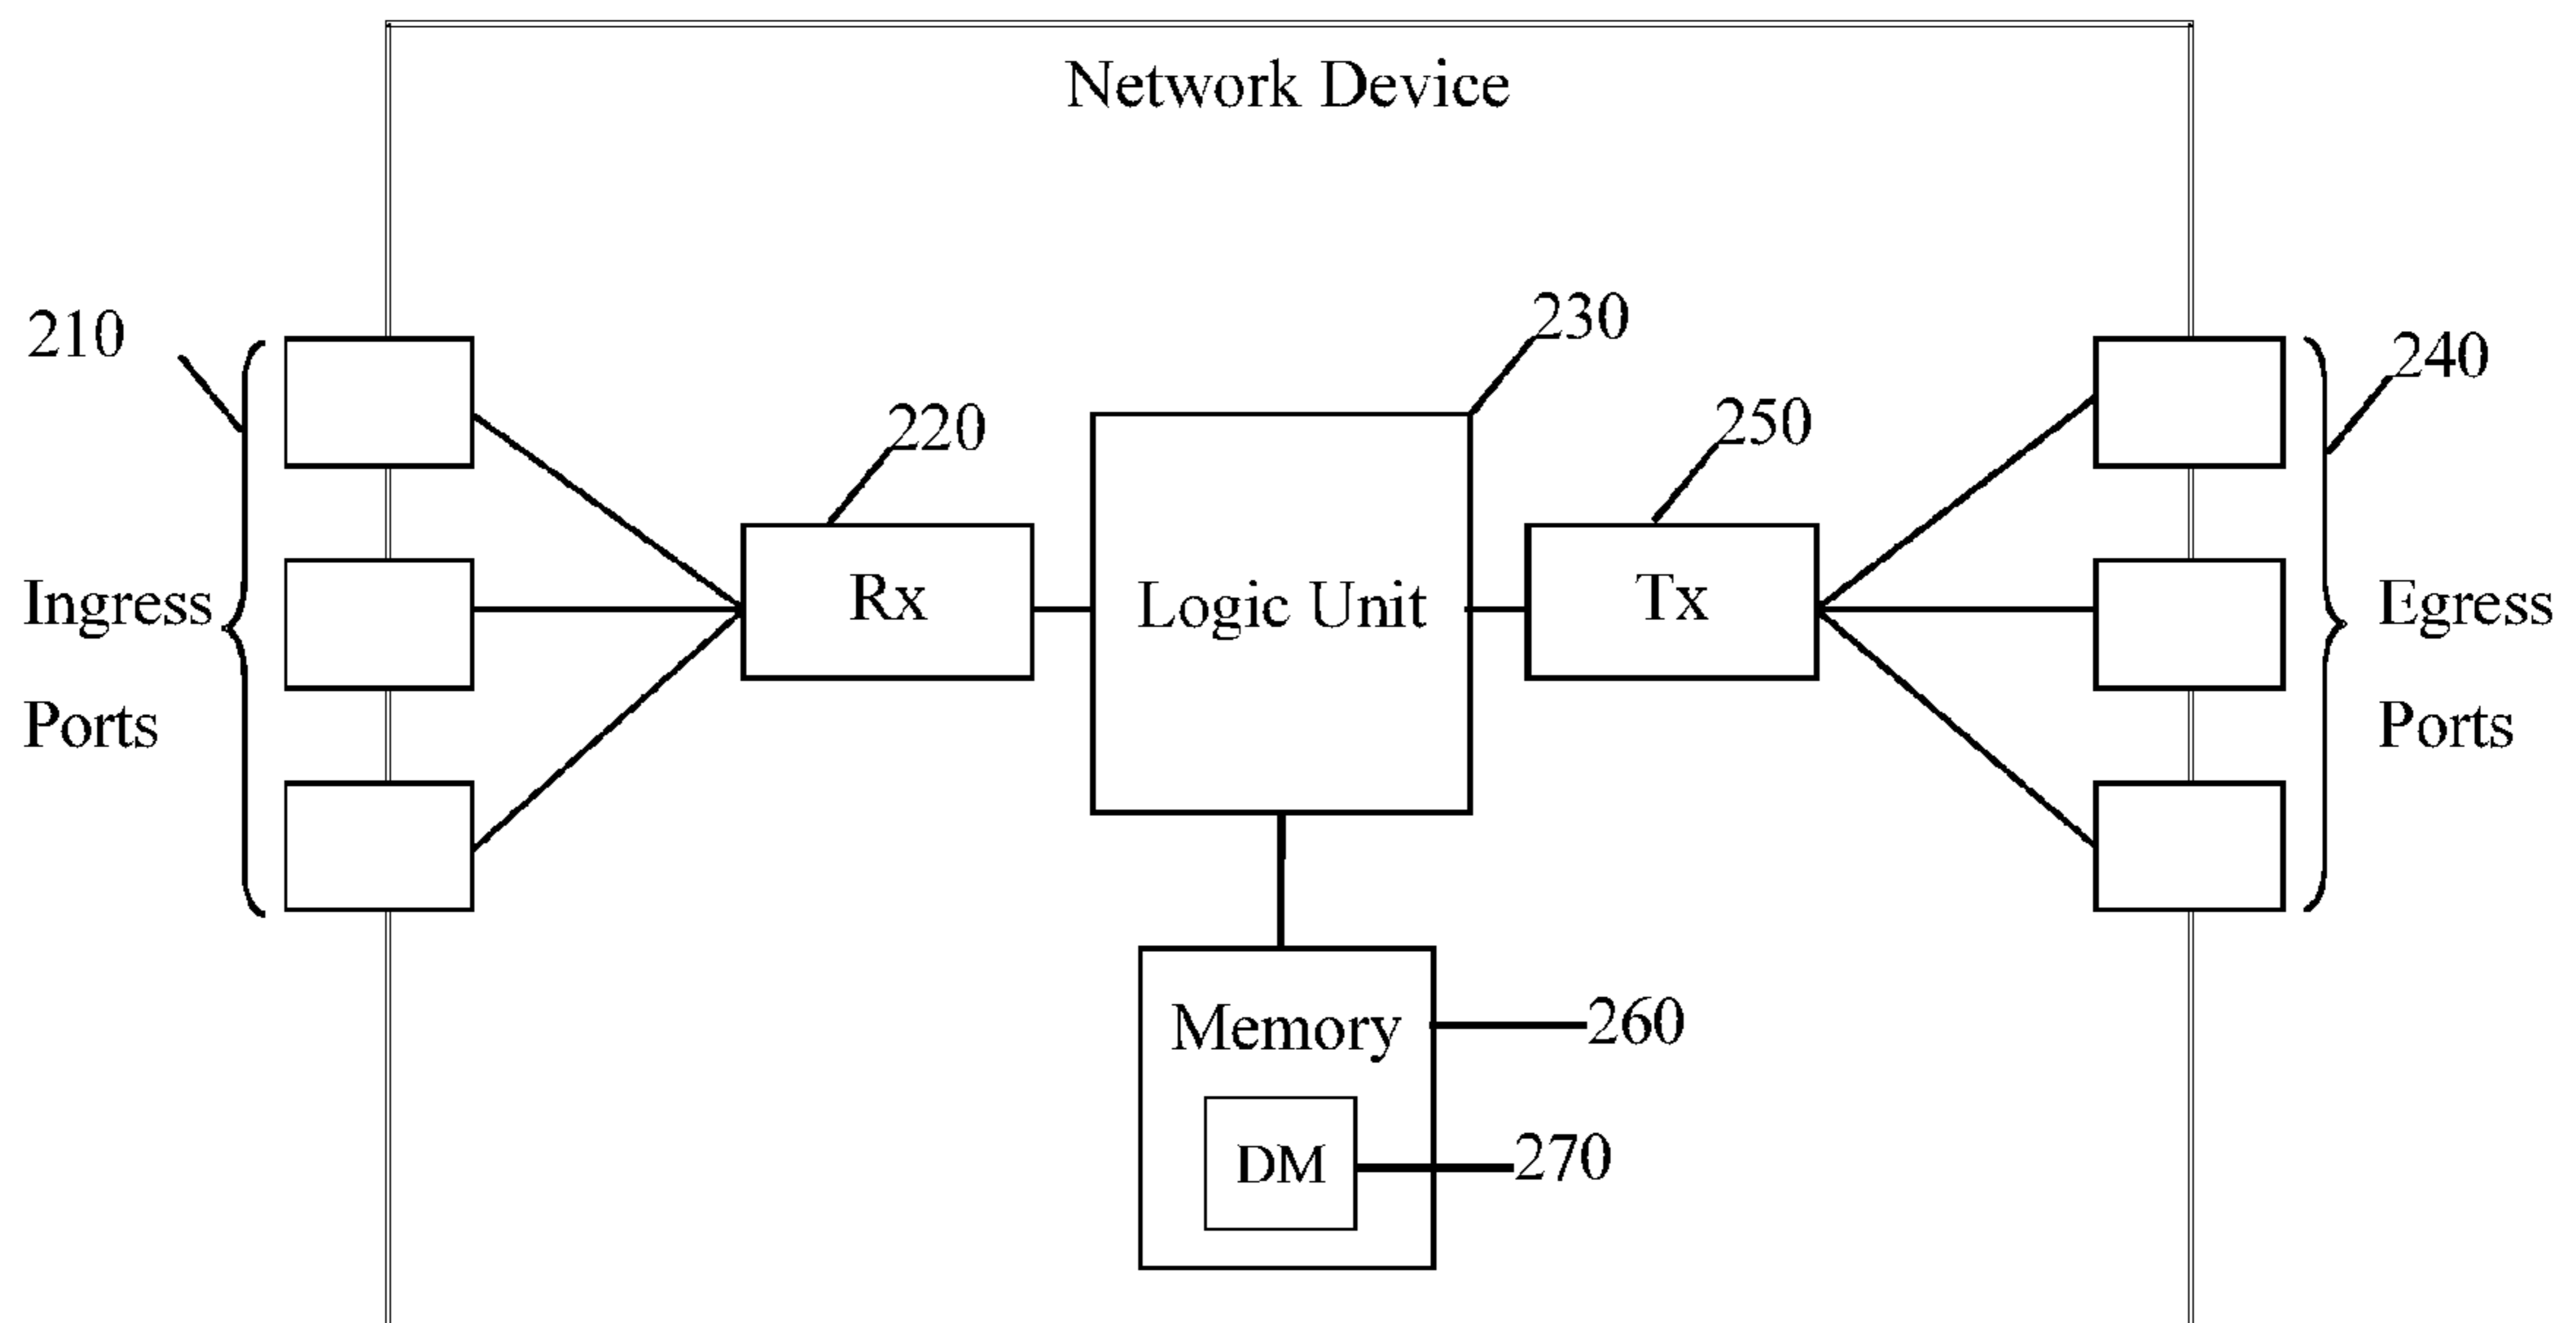 Network Device
210
230
240
220
250
Ingress
Ports
Rx
Logic Unit
Tx
Egress
Ports
Memory
260
DM
270